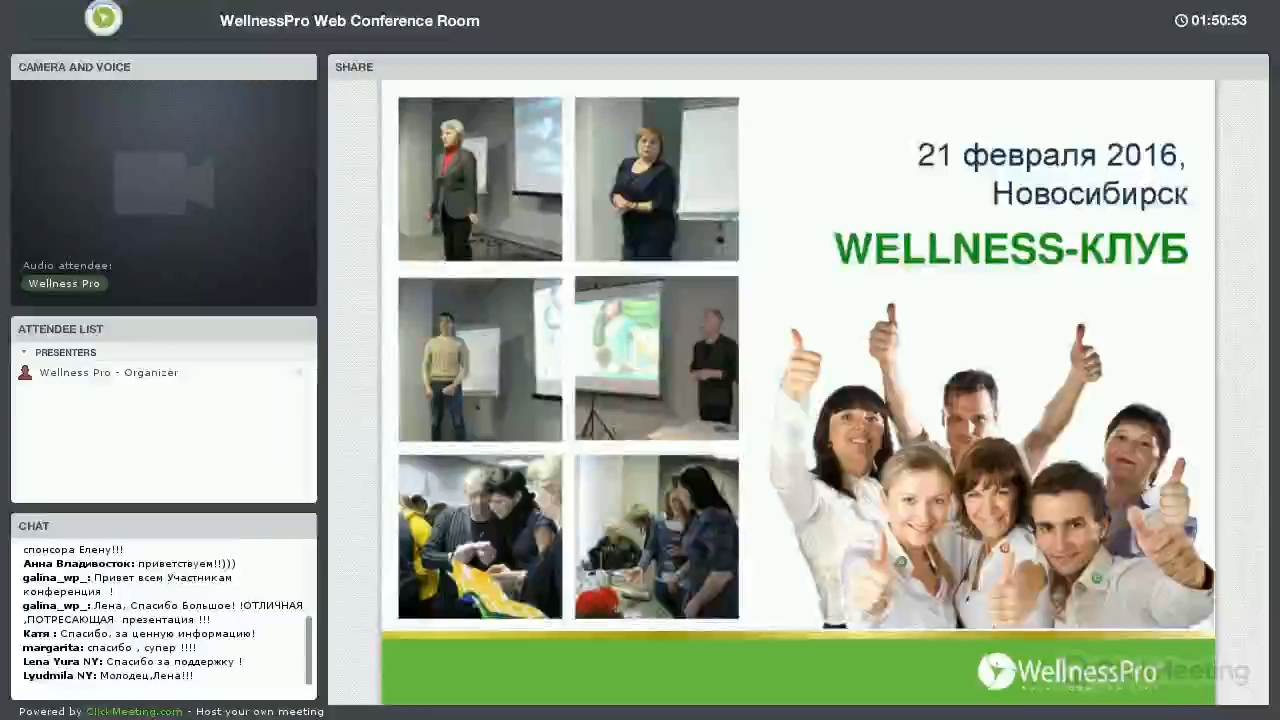 WellnessPro Web Conference Room
01:50:53
CAMERA AND VOICE
Audio attendee:
Wellness Pro
ATTENDEE LIST
PRESENTERS
Wellness Pro - Organizer
CHAT
спонсора Елену!!!
Анна Владивосток: приветствуем!!)))
galina_wp_: Привет всем Участникам
конференция !
galina_wp_: Лена, Спасибо Большое! !ОТЛИЧНАЯ
,ПОТРЕСАЮЩАЯ презентация !!!
Катя : Спасибо, за ценную информацию!
margarita: спасибо , супер !!!!
Lena Yura NY: Спасибо за поддержку !
Lyudmila NY: Молодец,Лена!!!
Powered by ClickMeeting.com - Host your own meeting
SHARE
21 февраля 2016,
Новосибирск
WELLNESS-КЛУБ
WellnessPro